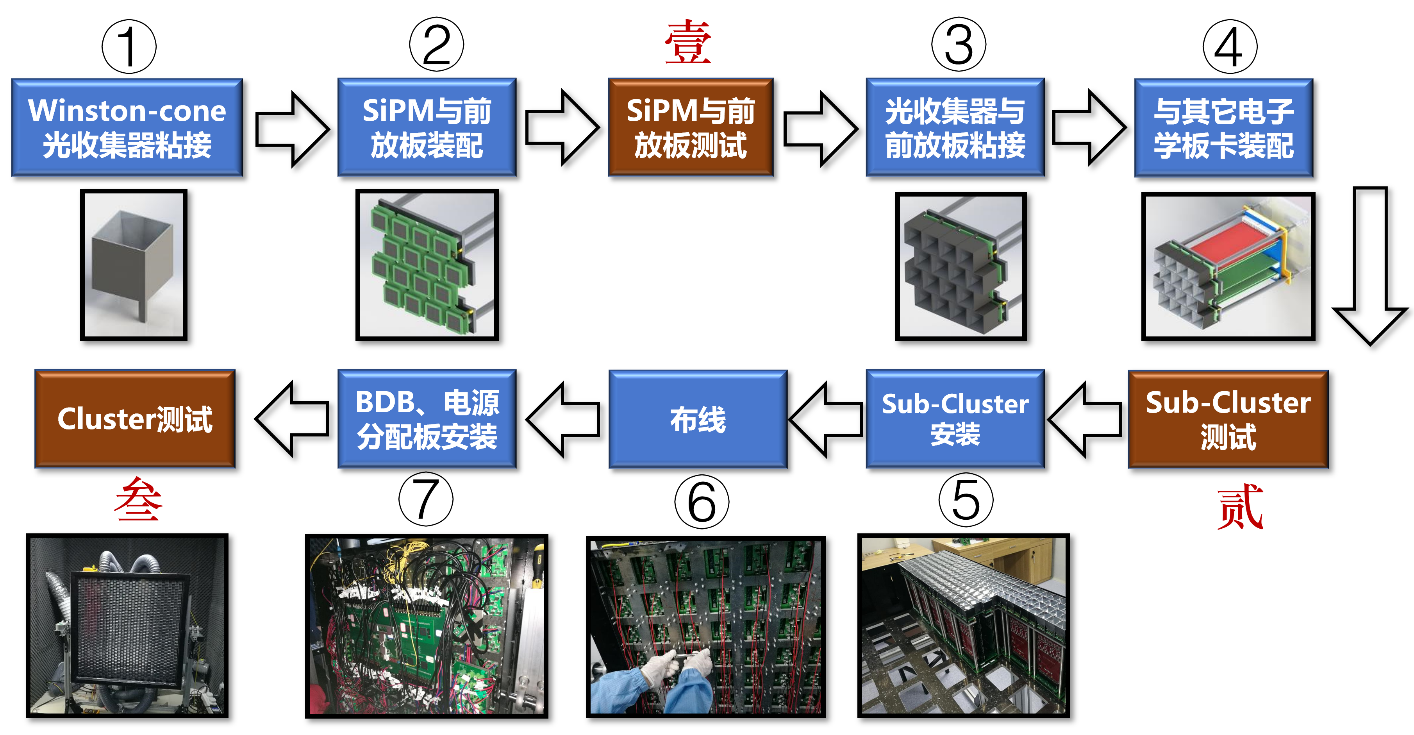 ①
②
壹
③
④
Winston-cone
光收集器粘接
SiPM与前
放板装配
SiPM与前
放板测试
光收集器与
前放板粘接
与其它电子
学板卡装配
Cluster测试
BDB、电源
分配板安装
布线
Sub-Cluster
安装
Sub-Cluster
测试
叁
⑦
⑥
⑤
贰